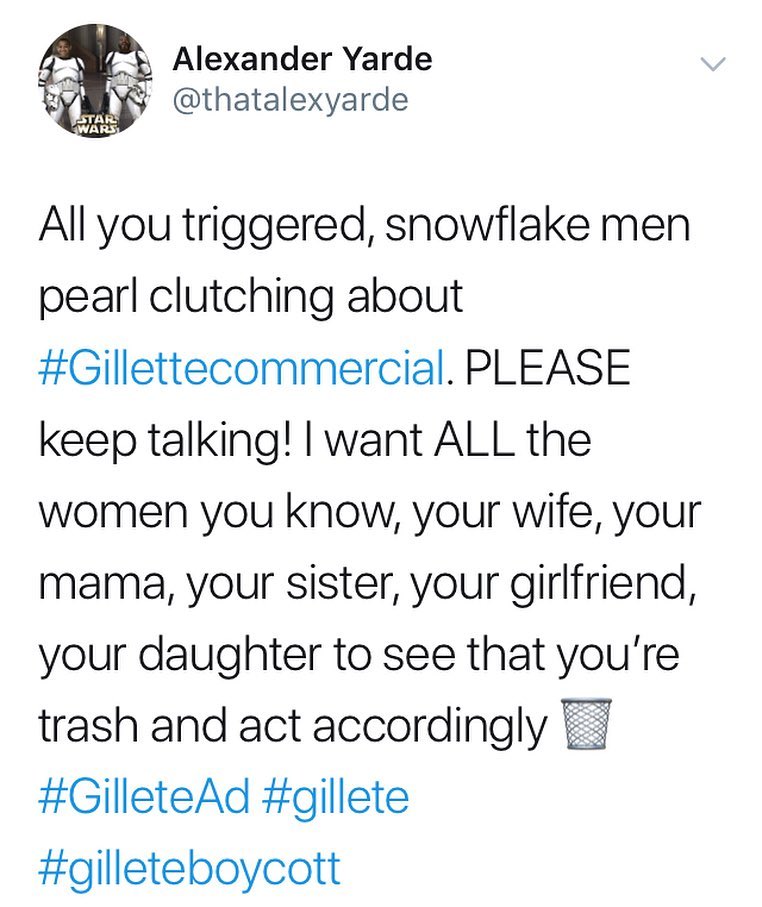 Alexander Yarde
@thatalexyarde
STAR
WARS
All you triggered, snowflake men
pearl clutching about
#Gillettecommercial. PLEASE
keep talking! I want ALL the
women you know, your wife, your
mama, your sister, your girlfriend,
your daughter to see that you’re
trash and act accordingly 🗑
#GilleteAd #gillete
#gilleteboycott